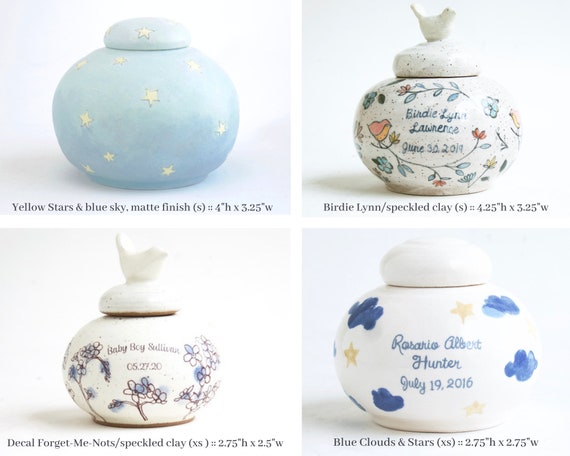 Yellow Stars & blue sky, matte finish (s) :: 4"h x 3.25"w
Birdie Lynn
Lawrence
June 30, 2019
Birdie Lynn/speckled clay (s) :: 4.25"h x 3.25"w
Baby Boy Sullivan
05.27.20
Decal Forget-Me-Nots/speckled clay (xs ) :: 2.75"h x 2.5"w
Rosario Albert
Hunter
July 19, 2016
Blue Clouds & Stars (xs) :: 2.75"h x 2.75"w